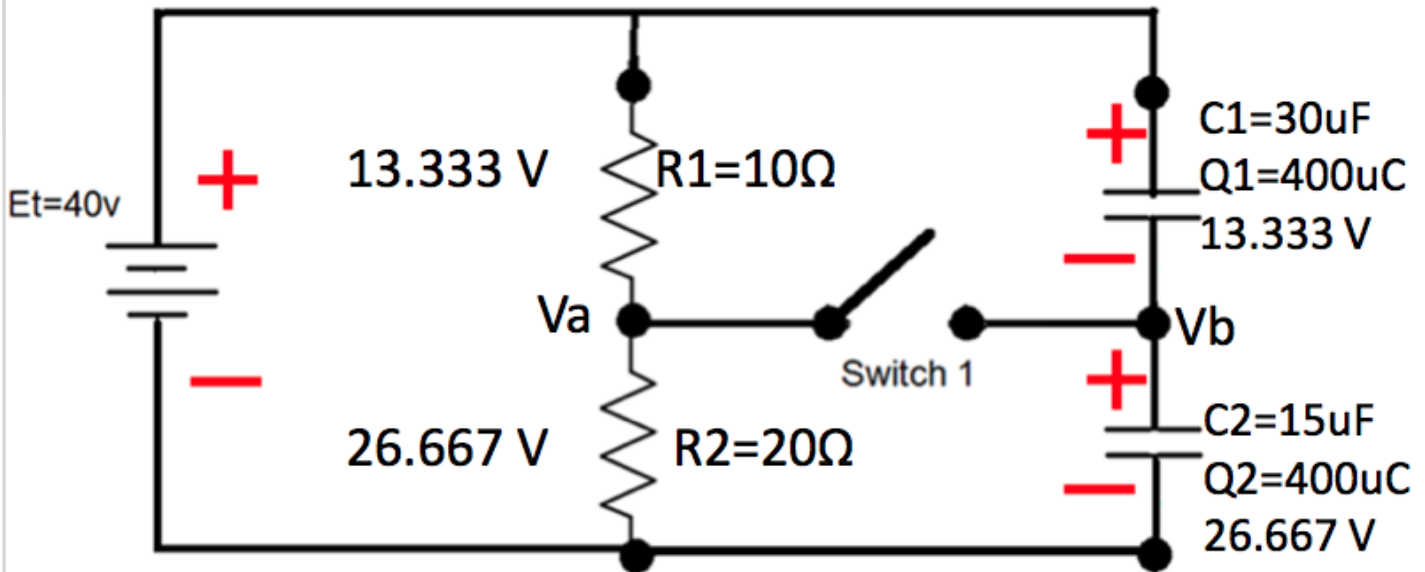 Et=40v
13.333 V
R1=10Ω
C1=30uF
Q1=400uC
13.333 V
Va
Switch 1
Vb
26.667 V
R2=20Ω
C2=15uF
Q2=400uC
26.667 V